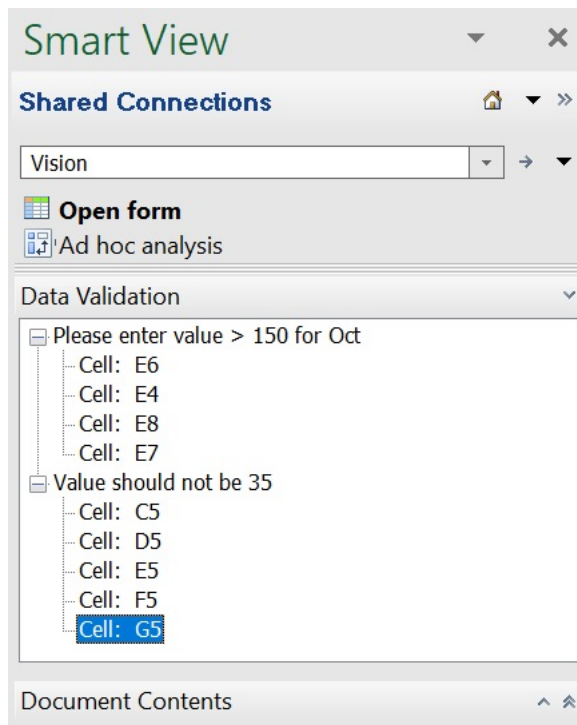 Smart View
Shared Connections
Vision
Open form
Ad hoc analysis
Data Validation
Please enter value > 150 for Oct
Cell: E6
Cell: E4
Cell: E8
Cell: E7
Value should not be 35
Cell: C5
Cell: D5
Cell: E5
Cell: F5
Cell: G5
Document Contents